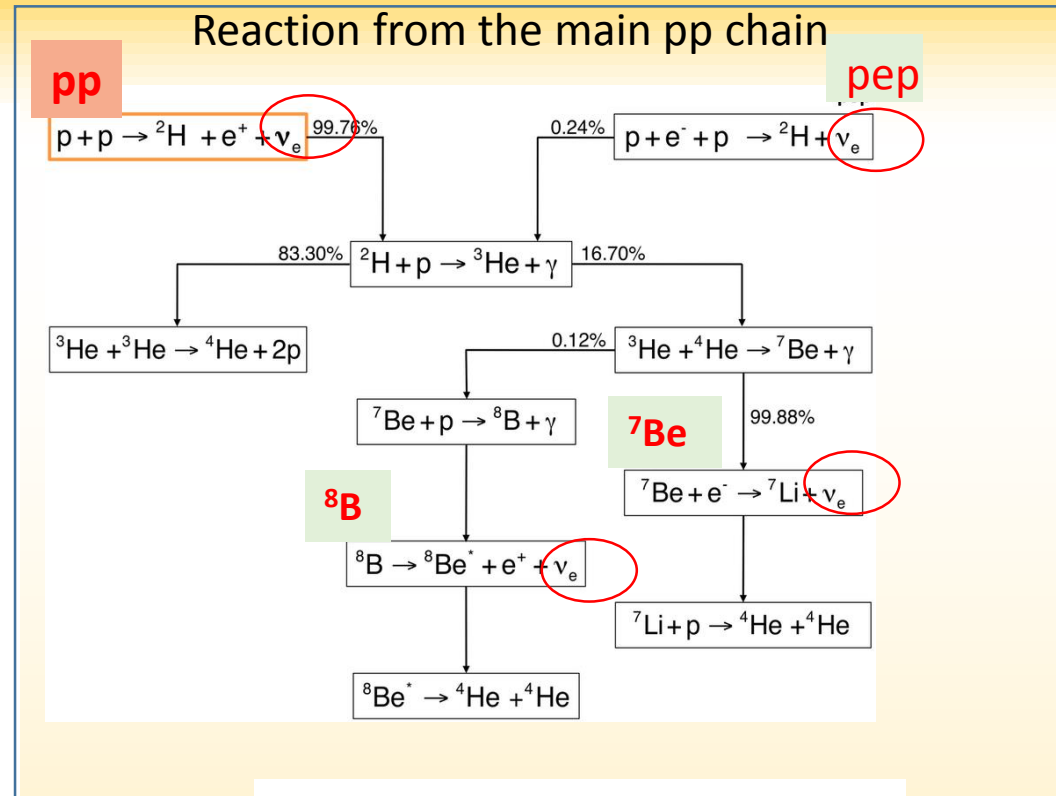 Reaction from the main pp chain
pp
pep
p + p → ²H + e⁺ + νₑ
99.76%
0.24%
p + e⁻ + p → ²H + νₑ
83.30%
²H + p → ³He + γ
16.70%
³He + ³He → ⁴He + 2p
0.12%
³He + ⁴He → ⁷Be + γ
⁷Be + p → ⁸B + γ
⁷Be
99.88%
⁸B
⁷Be + e⁻ → ⁷Li + νₑ
⁸B → ⁸Be* + e⁺ + νₑ
⁷Li + p → ⁴He + ⁴He
⁸Be* → ⁴He + ⁴He